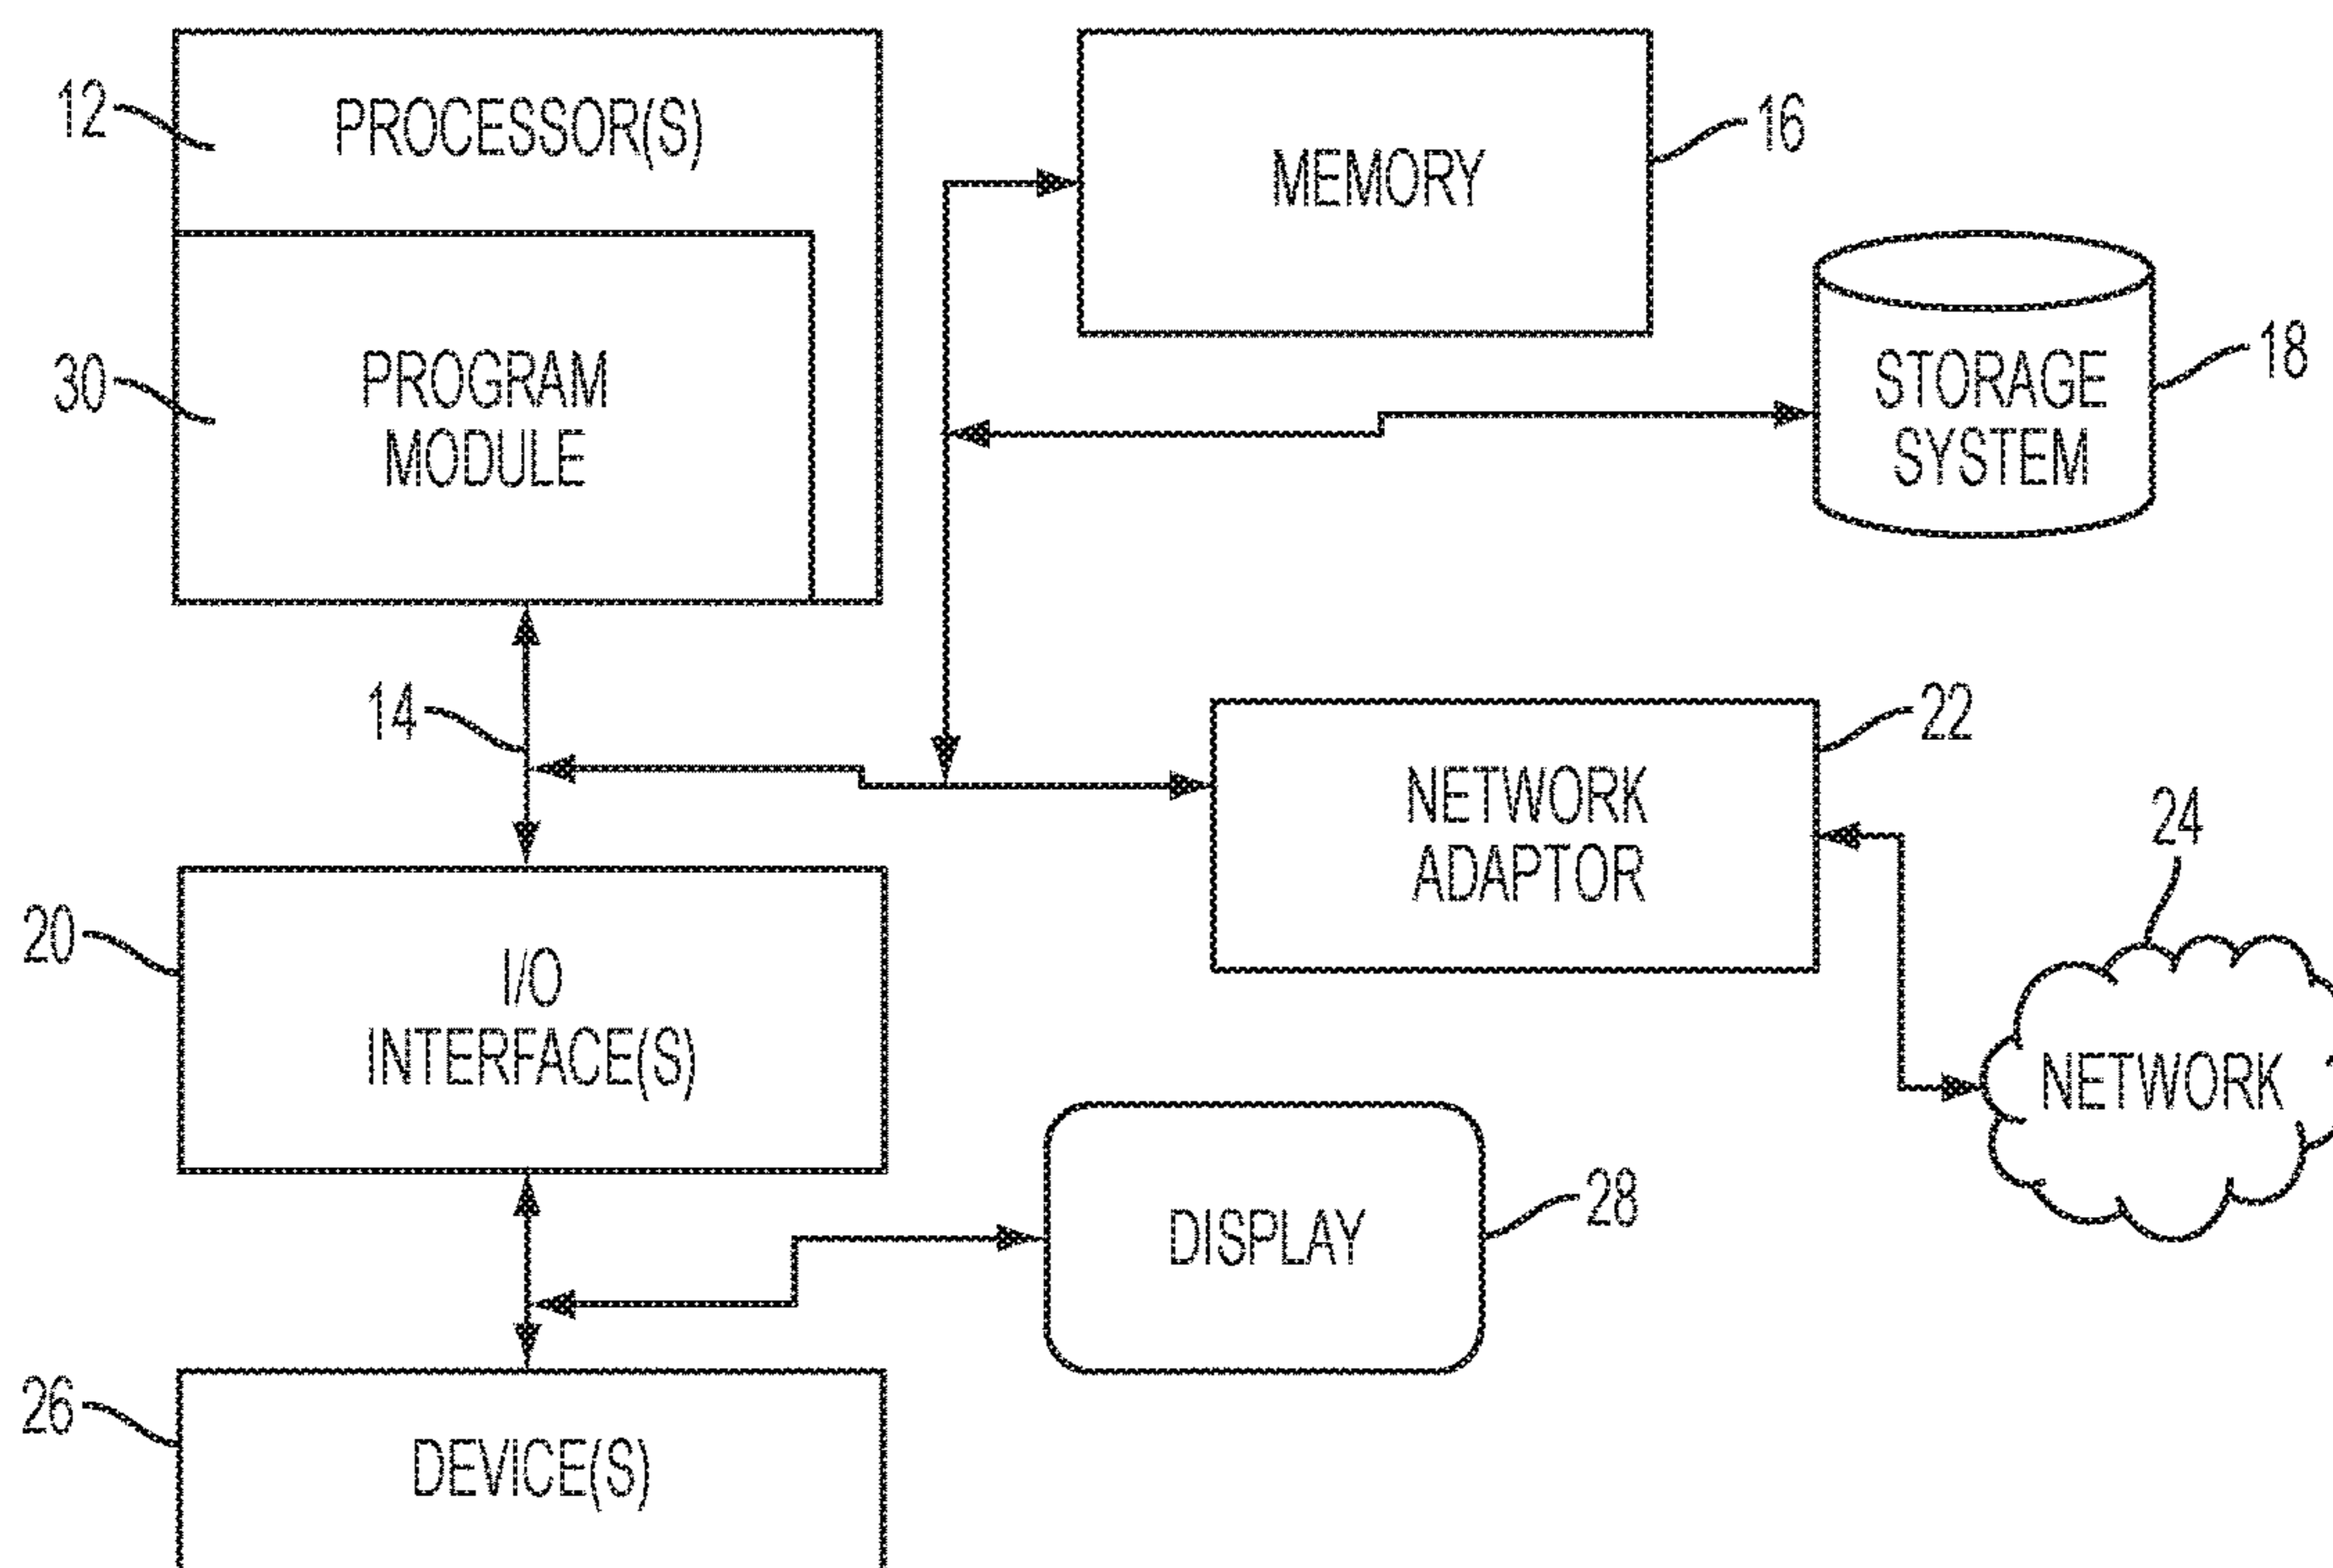 12
PROCESSOR(S)
MEMORY
16
30
PROGRAM
MODULE
STORAGE
SYSTEM
18
14
22
NETWORK
ADAPTOR
24
20
I/O
INTERFACE(S)
NETWORK
DISPLAY
28
26
DEVICE(S)